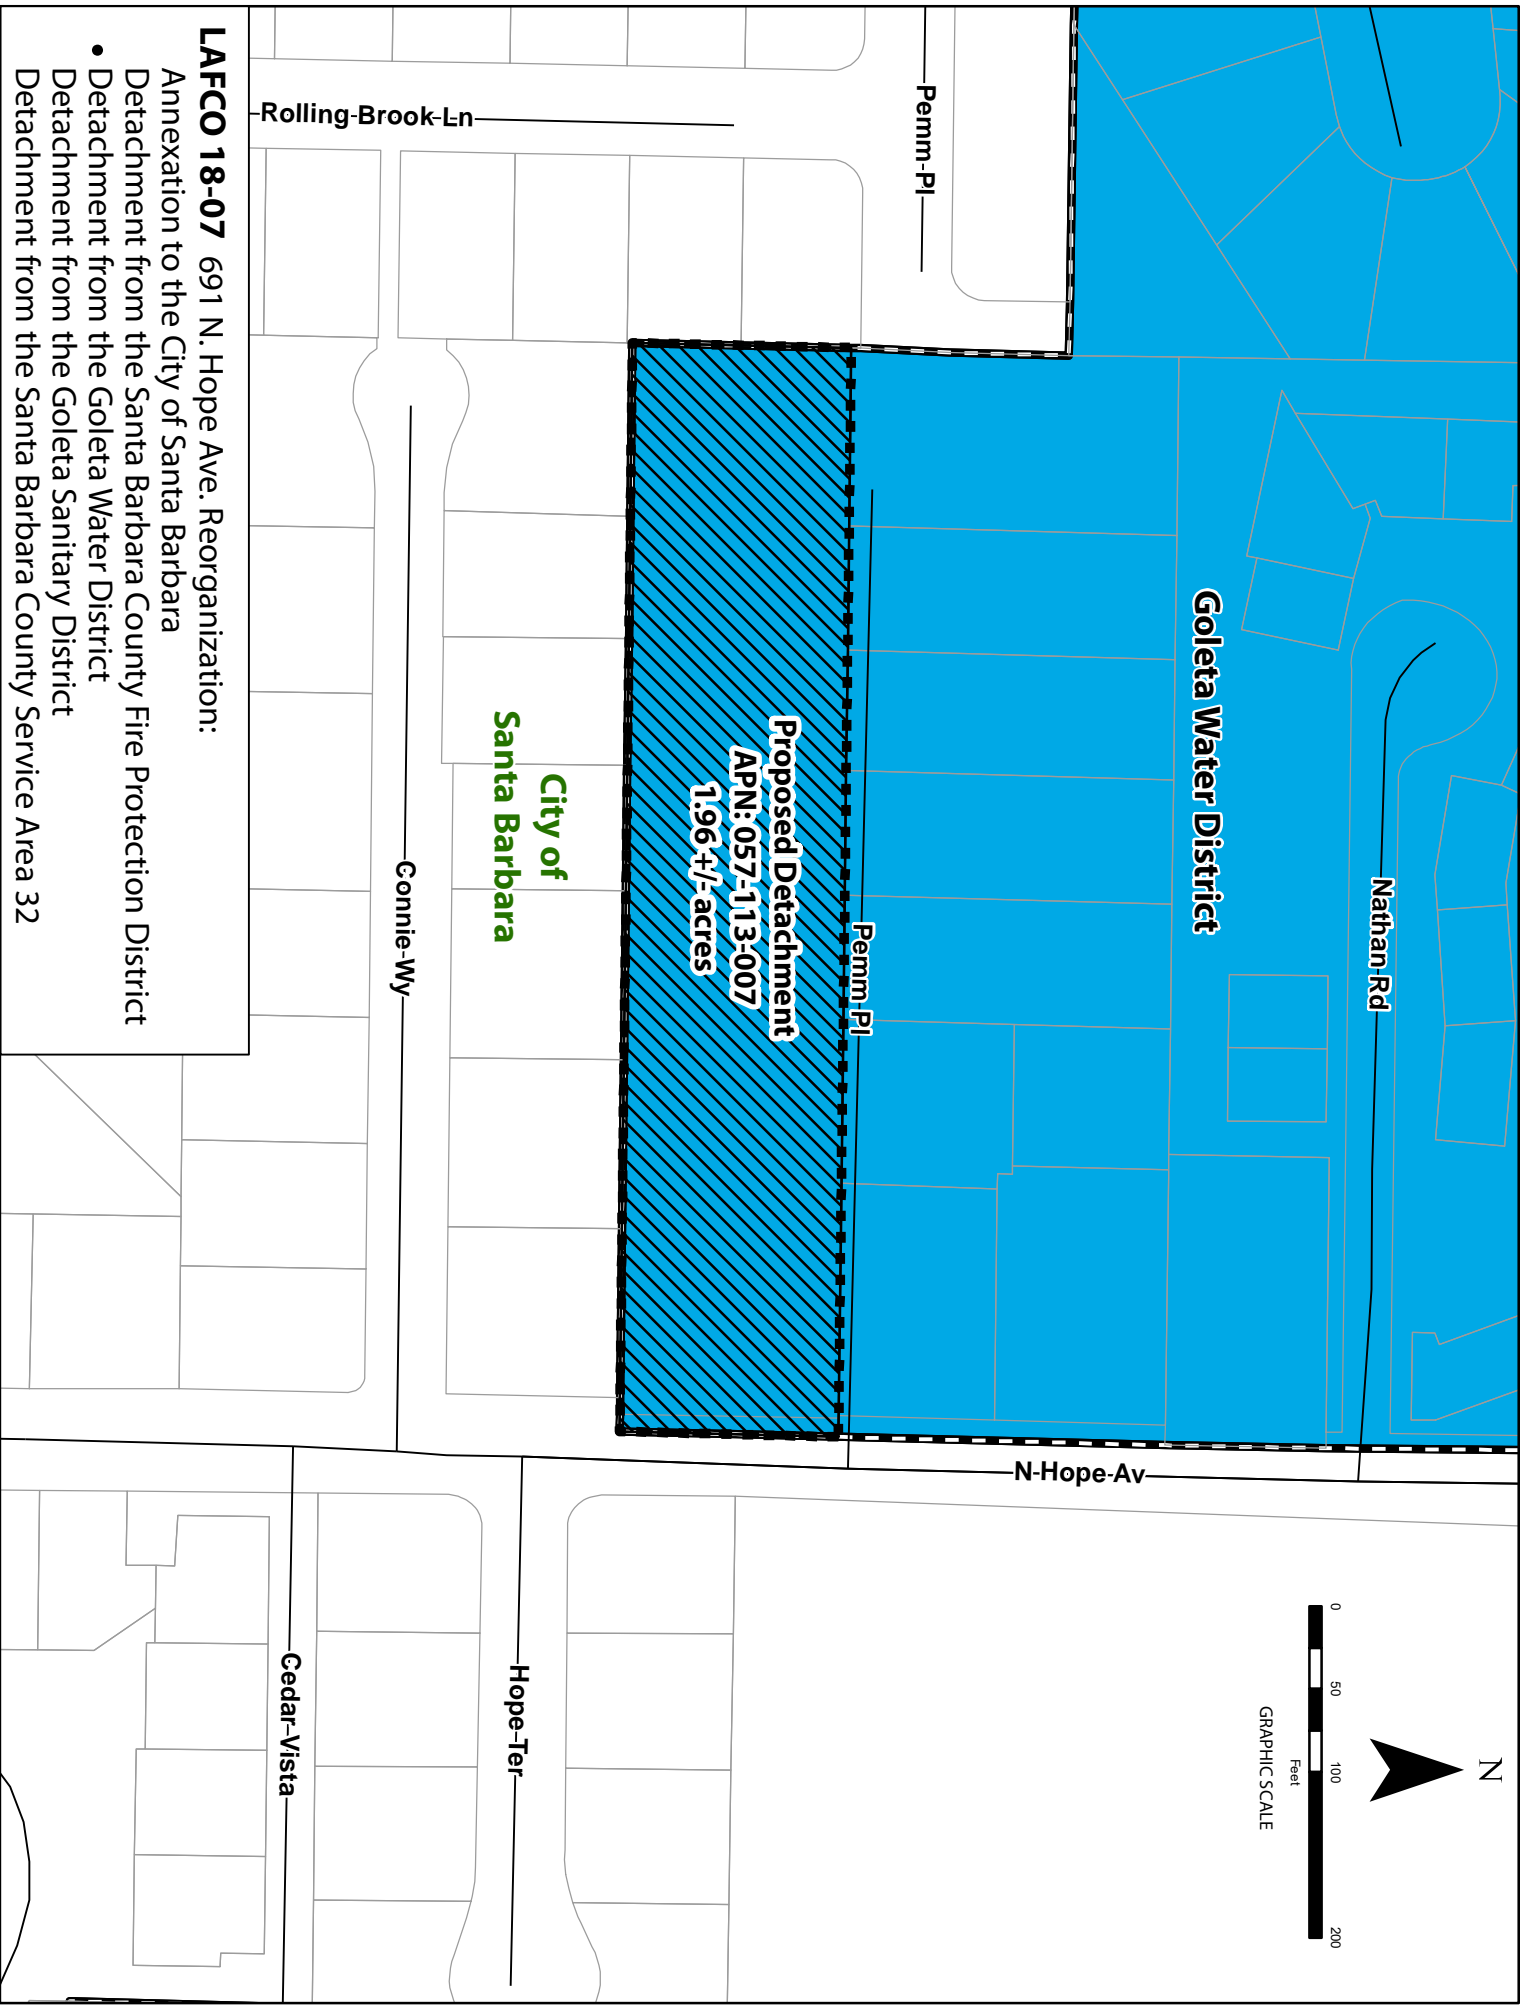 N
0 50 100 200
Feet
GRAPHIC SCALE
Nathan Rd
Goleta Water District
N Hope Av
Pemm Pl
Pemm Pl
Proposed Detachment
APN: 057-113-007
1.96 +/- acres
City of
Santa Barbara
Rolling Brook Ln
Connie Wy
Hope Ter
Cedar Vista
LAFCO 18-07 691 N. Hope Ave. Reorganization:
Annexation to the City of Santa Barbara
Detachment from the Santa Barbara County Fire Protection District
• Detachment from the Goleta Water District
Detachment from the Goleta Sanitary District
Detachment from the Santa Barbara County Service Area 32